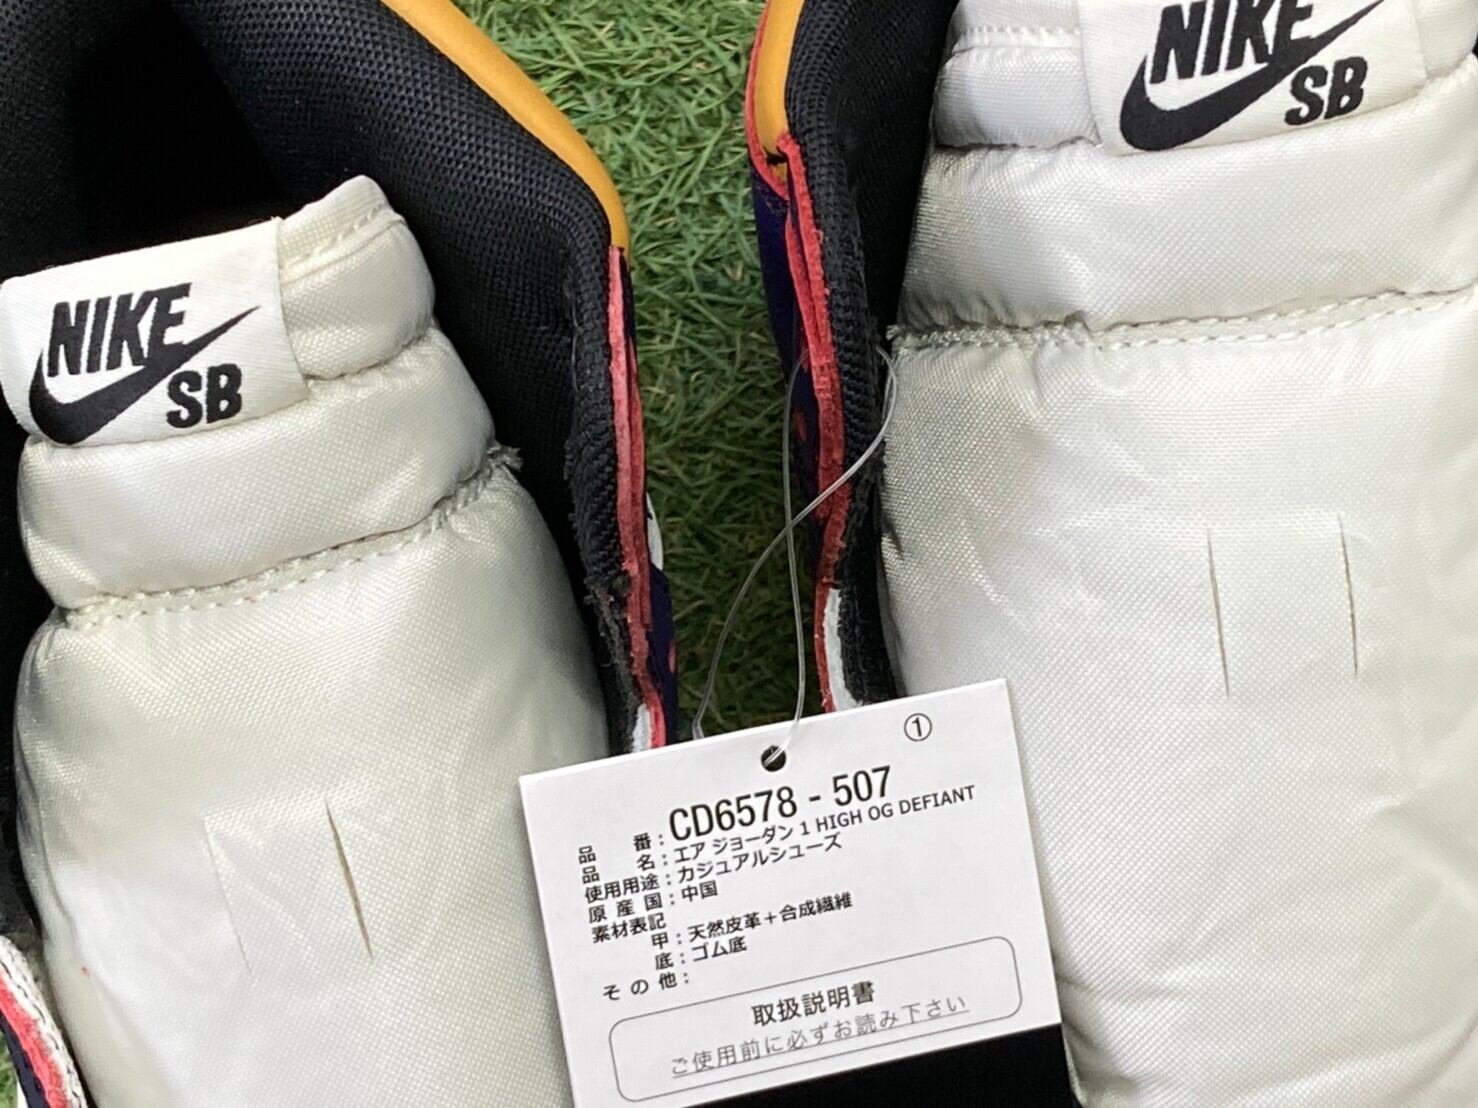 NIKE
SB
NIKE
SB
①
品番：CD6578 - 507
品名：エア ジョーダン 1 HIGH OG DEFIANT
使用用途：カジュアルシューズ
原産国：中国
素材表記
甲：天然皮革＋合成繊維
底：ゴム底
その他：
取扱説明書
ご使用前に必ずお読み下さい